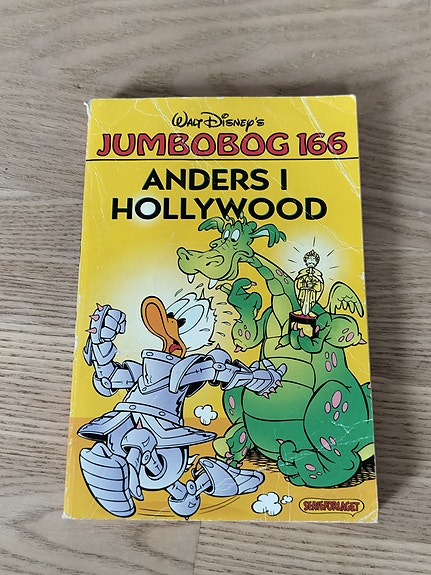 Walt Disney's
JUMBOBOG 166
ANDERS I
HOLLYWOOD
SERIEFORLAGET